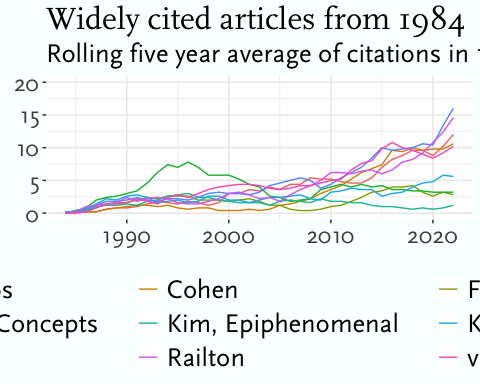 Widely cited articles from 1984
Rolling five year average of citations in
20
15
10
5
0
1990 2000 2010 2020
Cohen
Concepts Kim, Epiphenomenal
Railton